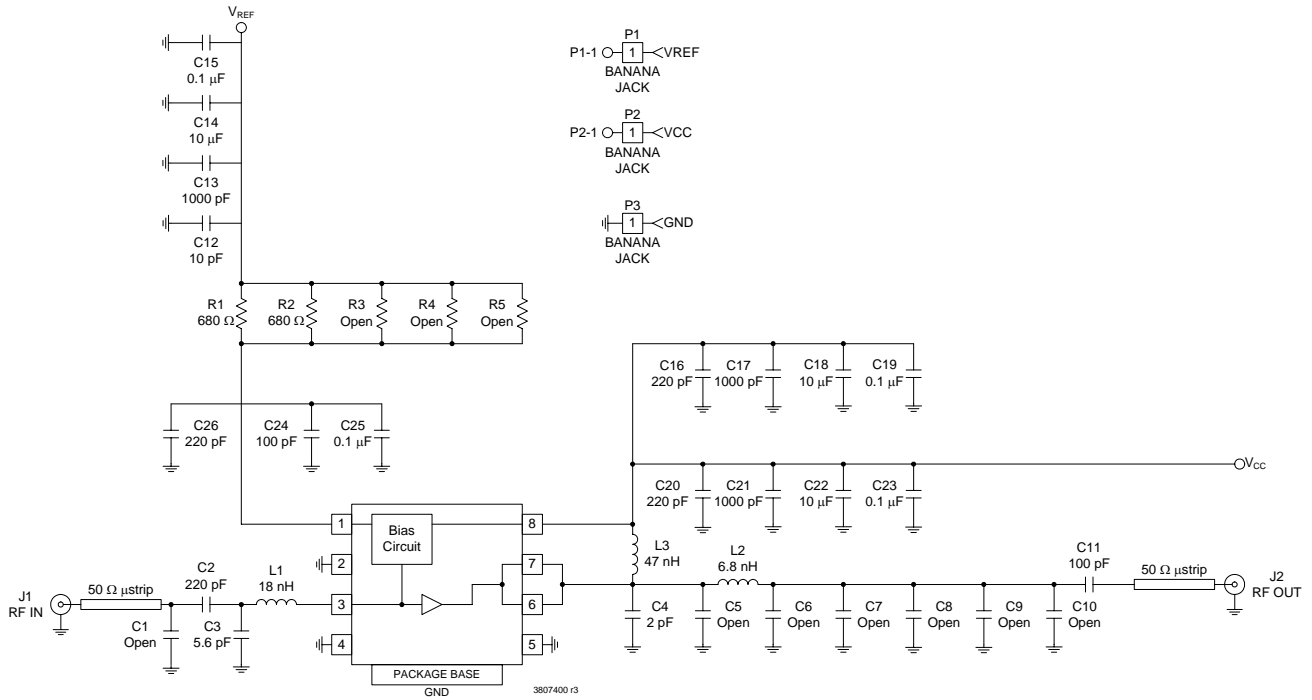 VREF
C15
0.1 μF
C14
10 μF
C13
1000 pF
C12
10 pF
P1
P1-1 1 VREF
BANANA
JACK
P2
P2-1 1 VCC
BANANA
JACK
P3
1 GND
BANANA
JACK
R1
680 Ω
R2
680 Ω
R3
Open
R4
Open
R5
Open
C16
220 pF
C17
1000 pF
C18
10 μF
C19
0.1 μF
C26
220 pF
C24
100 pF
C25
0.1 μF
VCC
C20
220 pF
C21
1000 pF
C22
10 μF
C23
0.1 μF
1
Bias
Circuit
8
2
7
3
6
4
5
PACKAGE BASE
GND
3807400 r3
J1
RF IN
50 Ω μstrip
C1
Open
C2
220 pF
C3
5.6 pF
L1
18 nH
L3
47 nH
L2
6.8 nH
C4
2 pF
C5
Open
C6
Open
C7
Open
C8
Open
C9
Open
C10
Open
C11
100 pF
50 Ω μstrip
J2
RF OUT